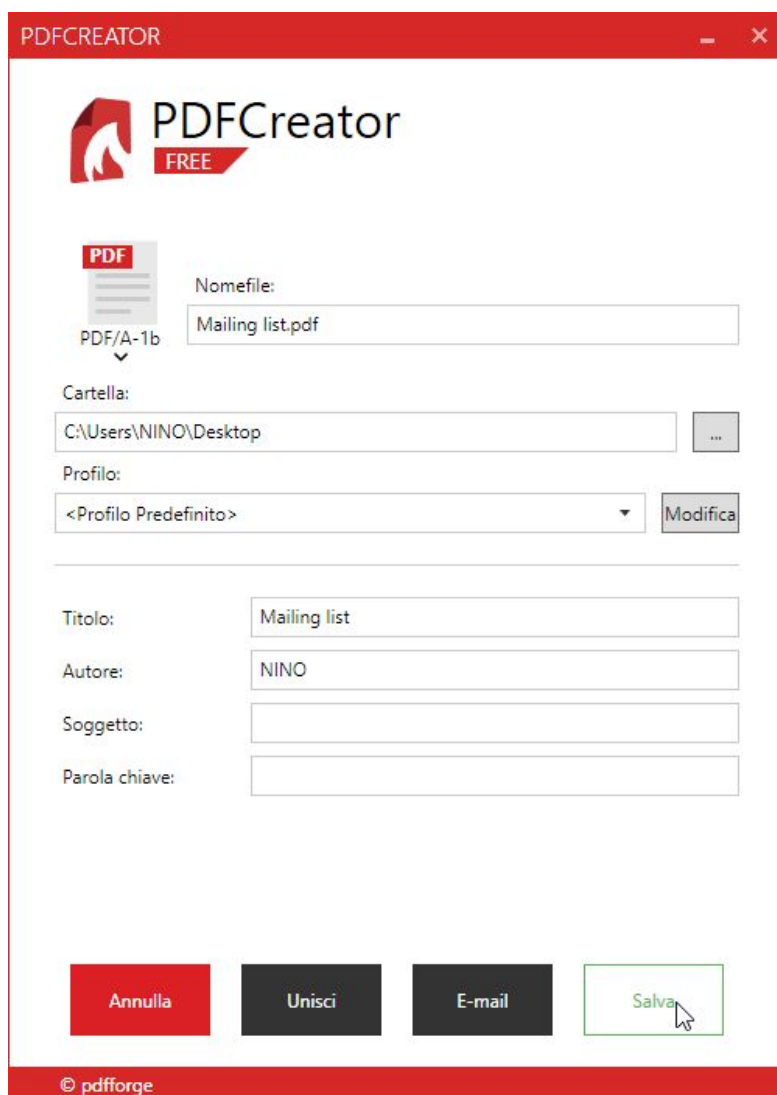 PDFCREATOR
PDFCreator
FREE
PDF
PDF/A-1b
Nomefile:
Mailing list.pdf
Cartella:
C:\Users\NINO\Desktop
...
Profilo:
<Profilo Predefinito>
Modifica
Titolo:
Mailing list
Autore:
NINO
Soggetto:
Parola chiave:
Annulla
Unisci
E-mail
Salva
© pdfforge